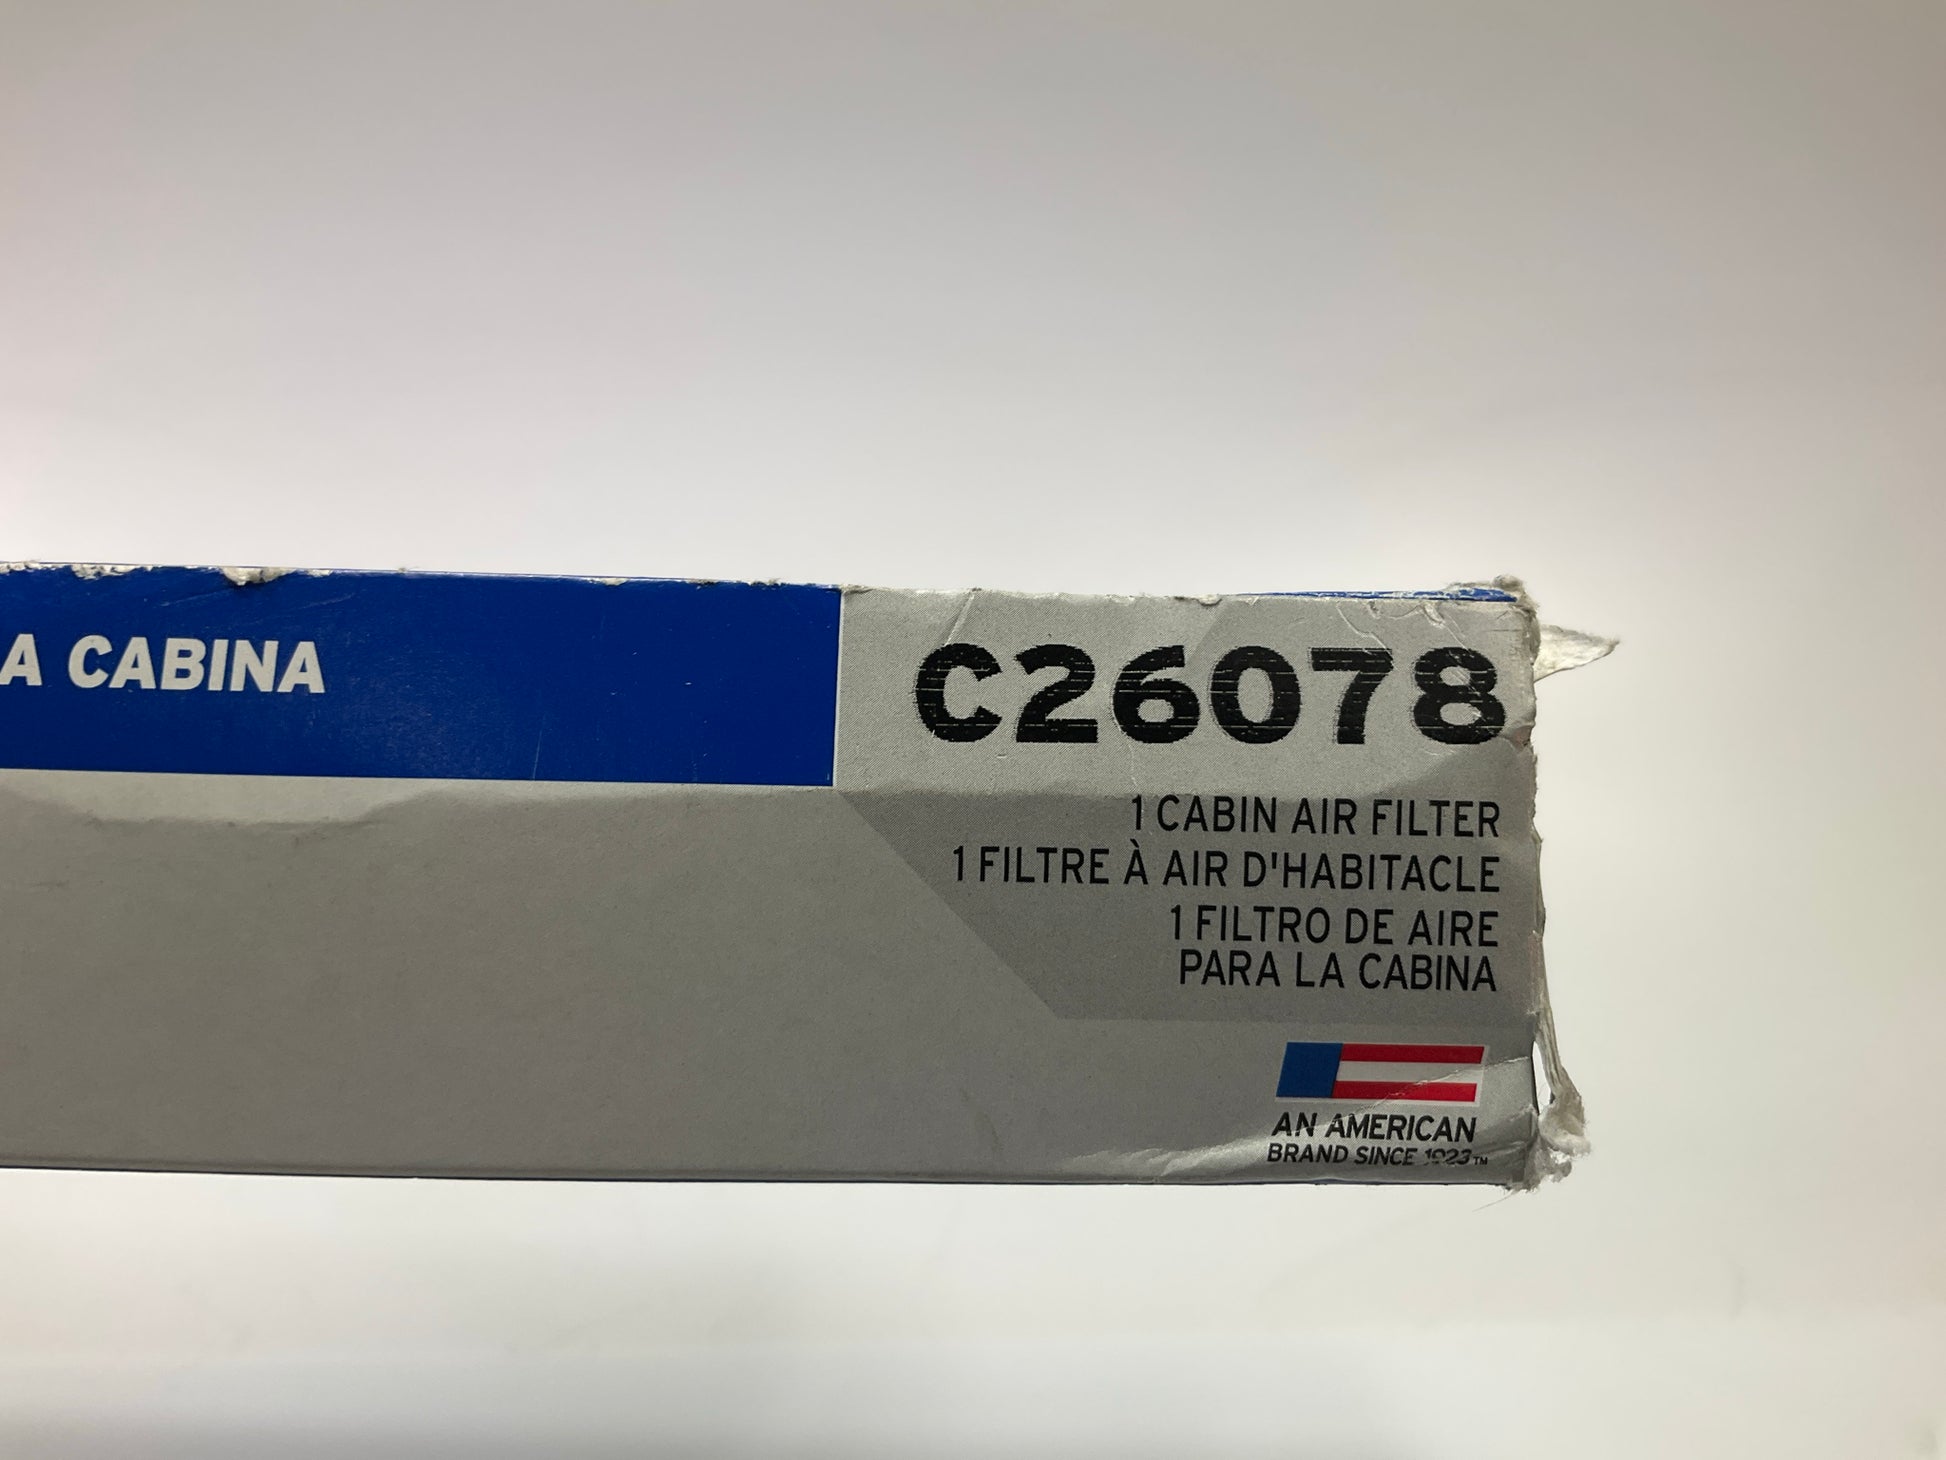 A CABINA
C26078
1 CABIN AIR FILTER
1 FILTRE À AIR D'HABITACLE
1 FILTRO DE AIRE
PARA LA CABINA
AN AMERICAN
BRAND SINCE 1923™